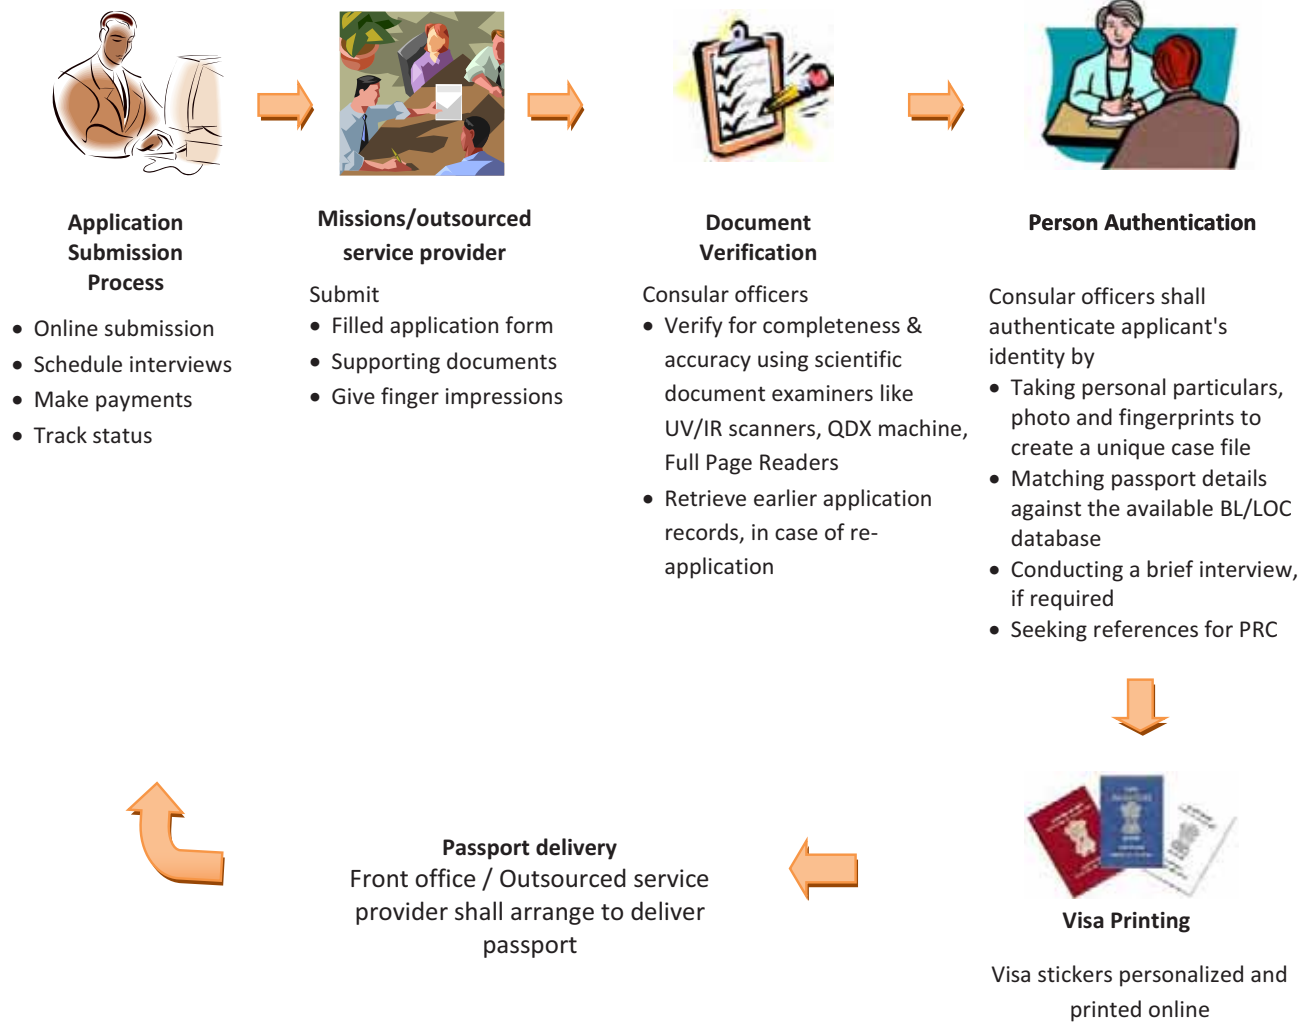 Application
Submission
Process
• Online submission
• Schedule interviews
• Make payments
• Track status
Missions/outsourced
service provider
Submit
• Filled application form
• Supporting documents
• Give finger impressions
Document
Verification
Consular officers
• Verify for completeness &
accuracy using scientific
document examiners like
UV/IR scanners, QDX machine,
Full Page Readers
• Retrieve earlier application
records, in case of re-
application
Person Authentication
Consular officers shall
authenticate applicant's
identity by
• Taking personal particulars,
photo and fingerprints to
create a unique case file
• Matching passport details
against the available BL/LOC
database
• Conducting a brief interview,
if required
• Seeking references for PRC
Visa Printing
Visa stickers personalized and
printed online
Passport delivery
Front office / Outsourced service
provider shall arrange to deliver
passport